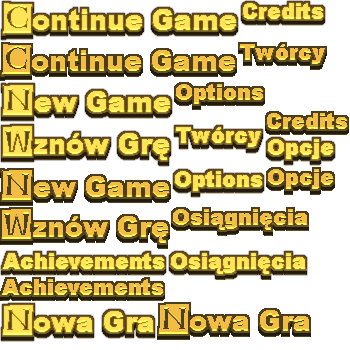 Continue Game Credits
Continue Game Twórcy
New Game Options
Wznów Grę Twórcy Credits
Opcje
New Game Options Opcje
Wznów Grę Osiągnięcia
Achievements Osiągnięcia
Achievements
Nowa Gra Nowa Gra